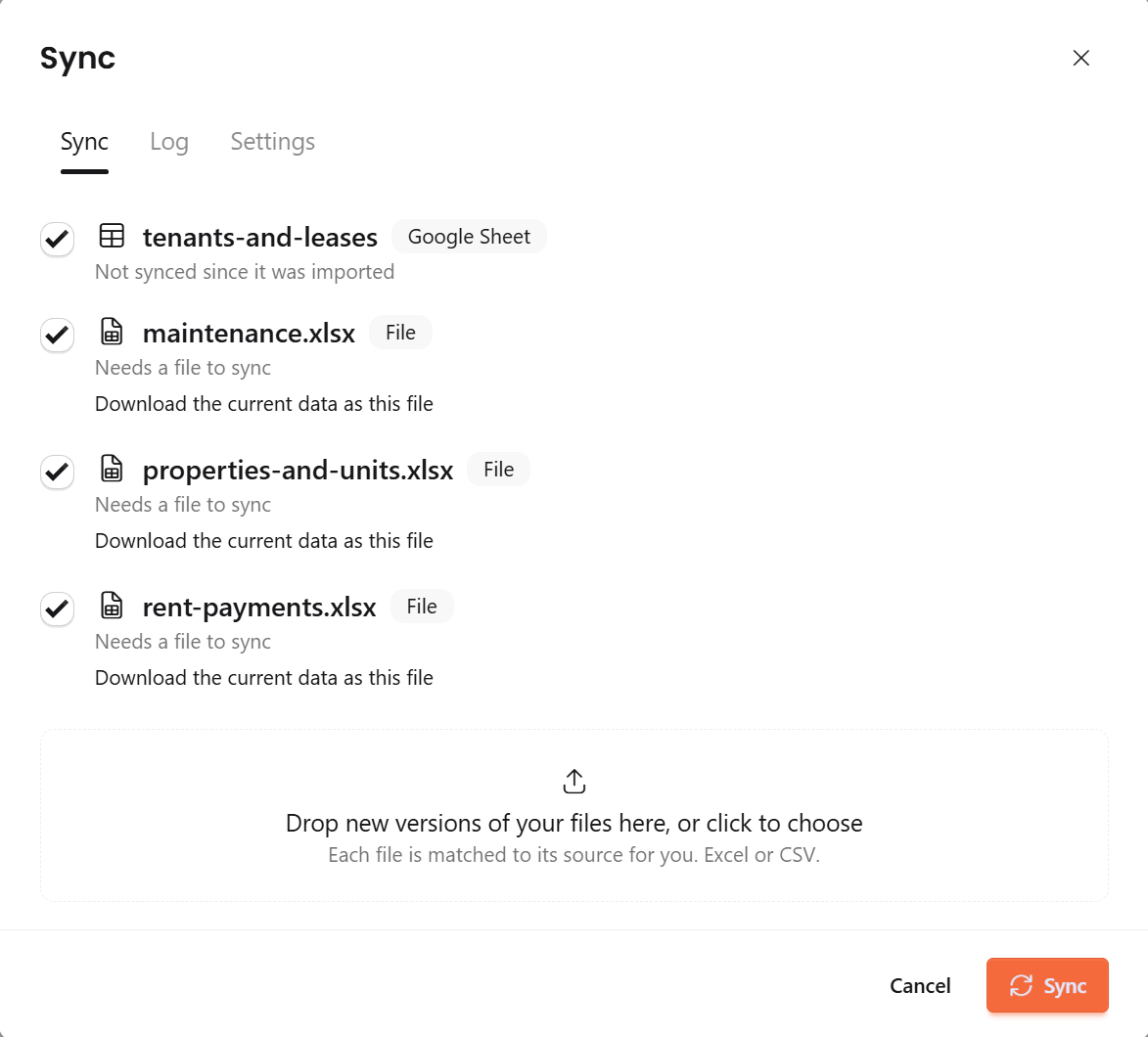 Sync
Sync Log Settings
tenants-and-leases Google Sheet
Not synced since it was imported
maintenance.xlsx File
Needs a file to sync
Download the current data as this file
properties-and-units.xlsx File
Needs a file to sync
Download the current data as this file
rent-payments.xlsx File
Needs a file to sync
Download the current data as this file
Drop new versions of your files here, or click to choose
Each file is matched to its source for you. Excel or CSV.
Cancel Sync